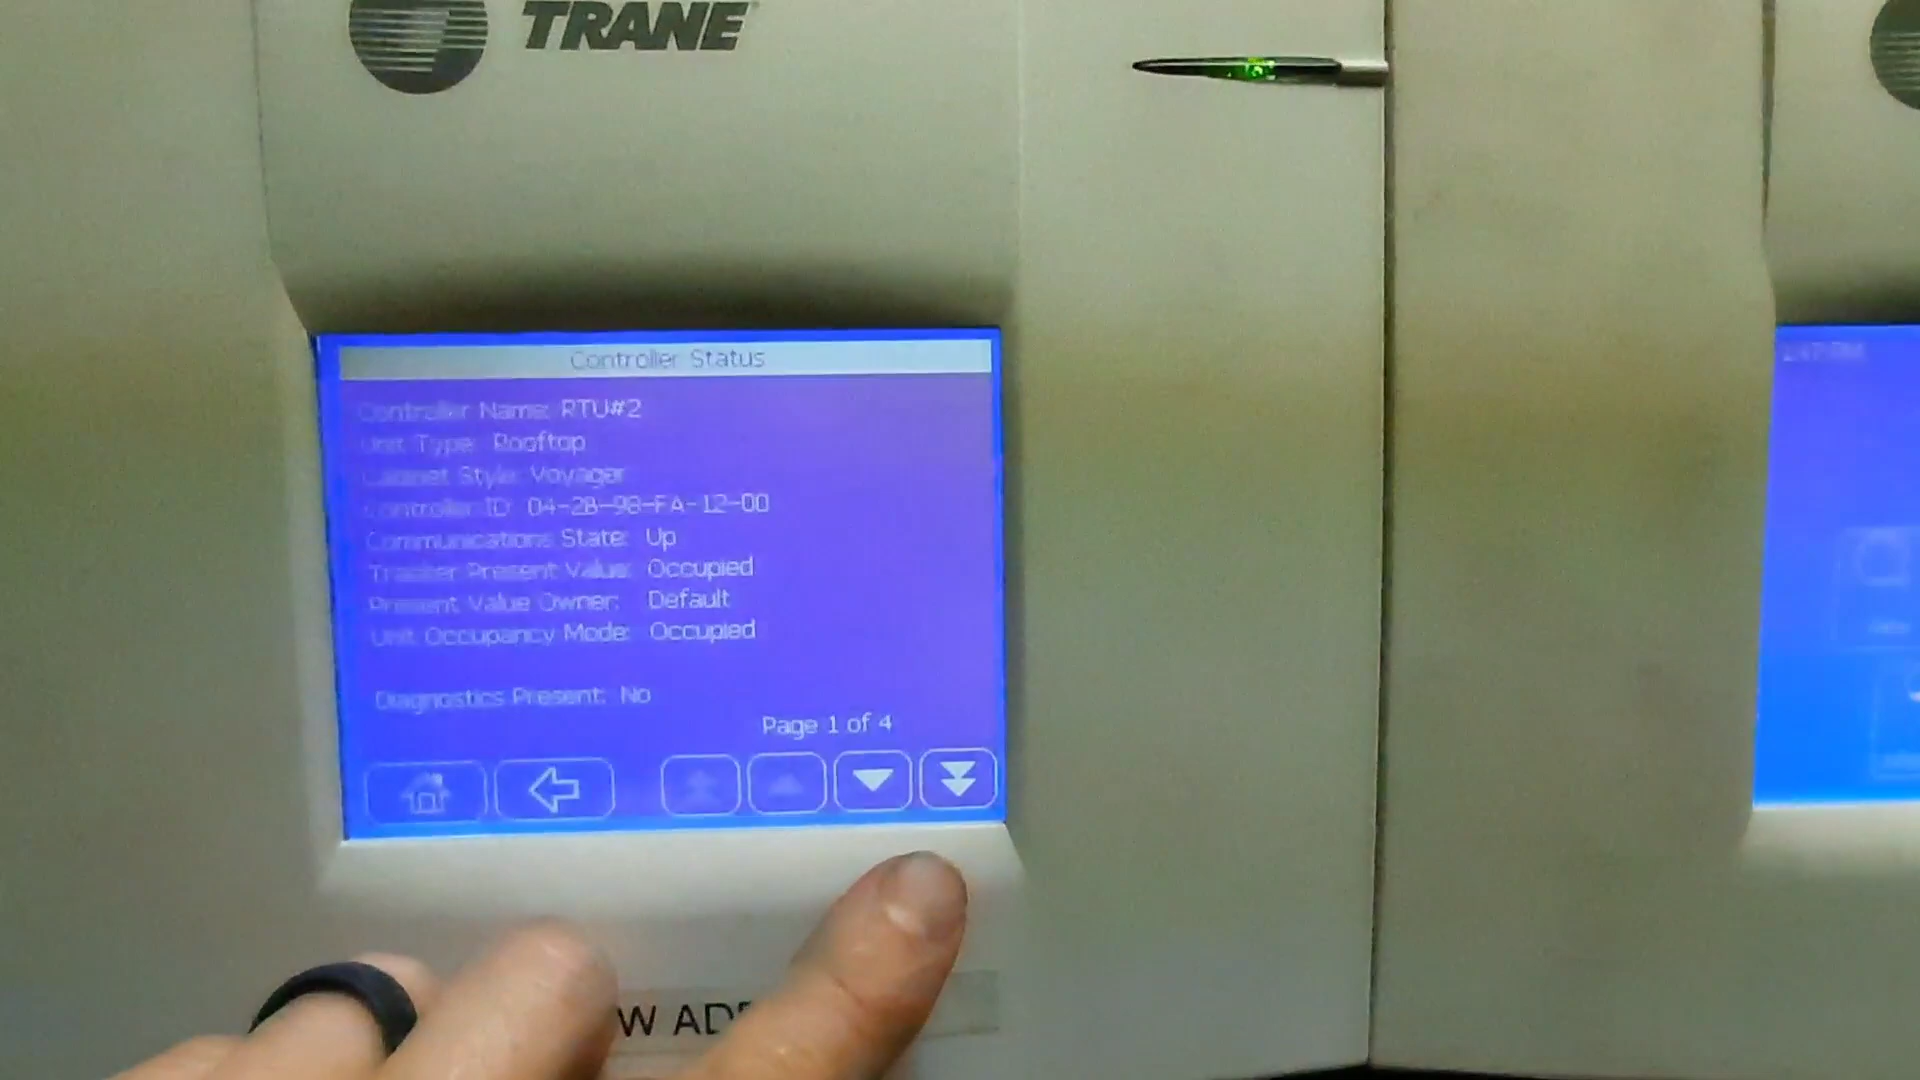 TRANE
Controller Status
Controller Name: RTU#2
Unit Type: Rooftop
Cabinet Style: Voyager
Controller ID: 04-2B-98-FA-12-00
Communications State: Up
Tracker Present Value: Occupied
Present Value Owner: Default
Unit Occupancy Mode: Occupied
Diagnostics Present: No
Page 1 of 4